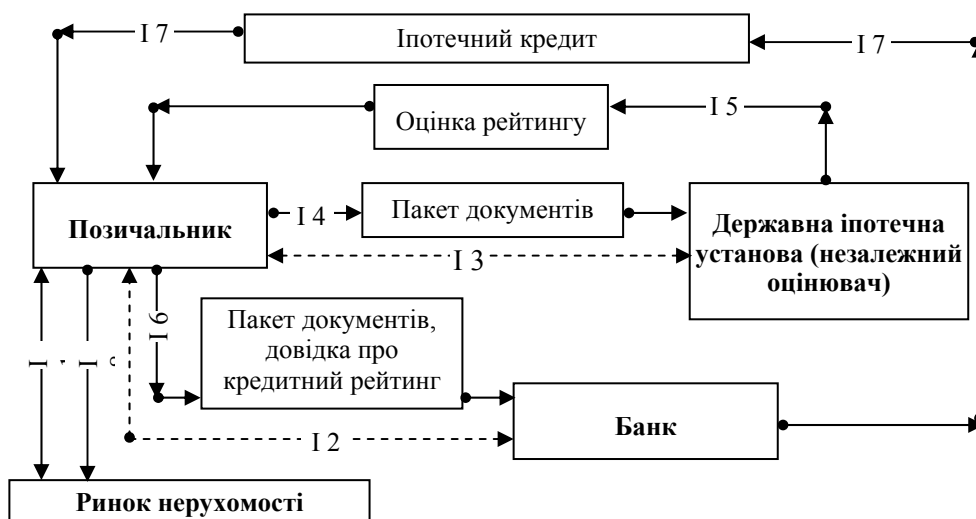 І 7
Іпотечний кредит
І 7
Оцінка рейтингу
І 5
Позичальник
І 4
Пакет документів
Державна іпотечна
установа (незалежний
оцінювач)
І 3
І 6
Пакет документів,
довідка про
кредитний рейтинг
Банк
І 2
Ринок нерухомості